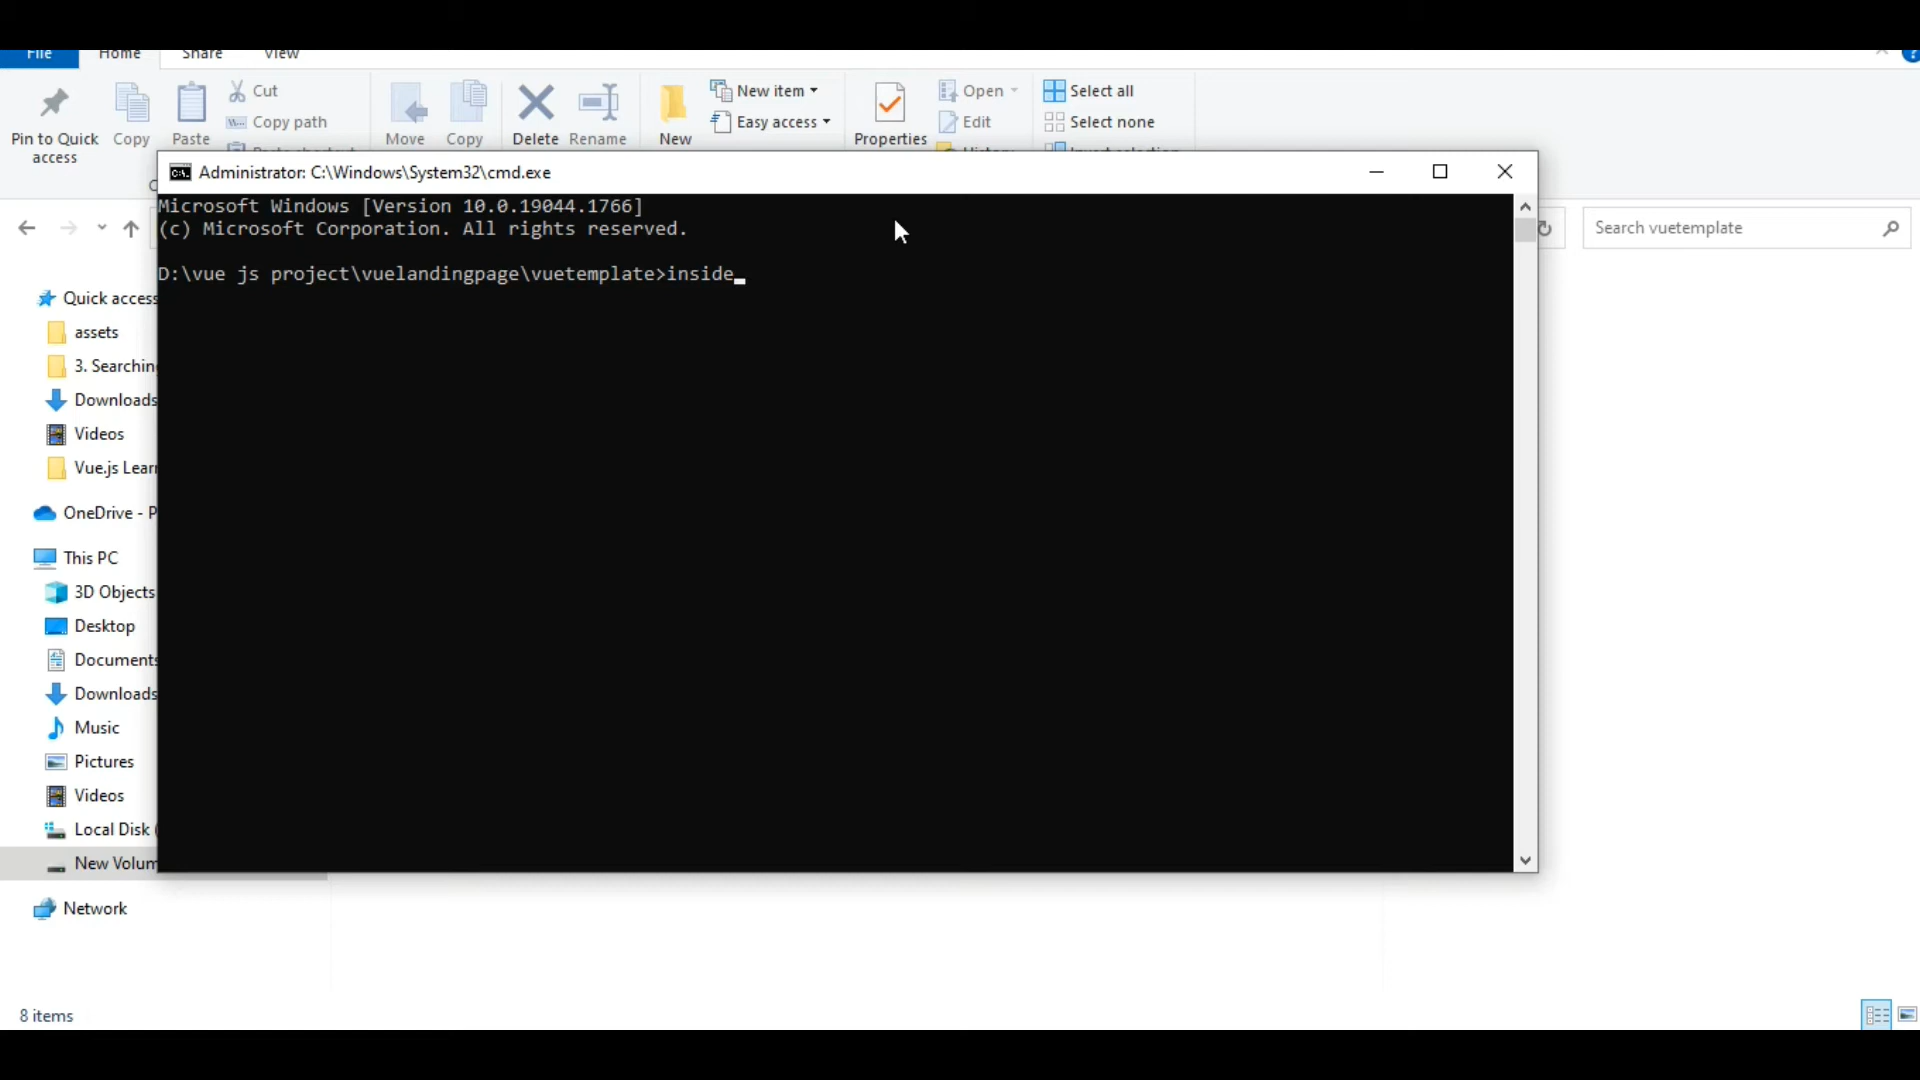 File Home Share View
Cut
New item
Open
Select all
Copy path
Easy access
Edit
Select none
Pin to Quick access
Copy
Paste
Move
Copy
Delete
Rename
New
Properties
Administrator: C:\Windows\System32\cmd.exe
Microsoft Windows [Version 10.0.19044.1766]
(c) Microsoft Corporation. All rights reserved.
D:\vue js project\vuelandingpage\vuetemplate>inside
Search vuetemplate
Quick access
assets
3. Searching
Downloads
Videos
Vue.js Lear
OneDrive - P
This PC
3D Objects
Desktop
Documents
Downloads
Music
Pictures
Videos
Local Disk (
New Volum
Network
8 items